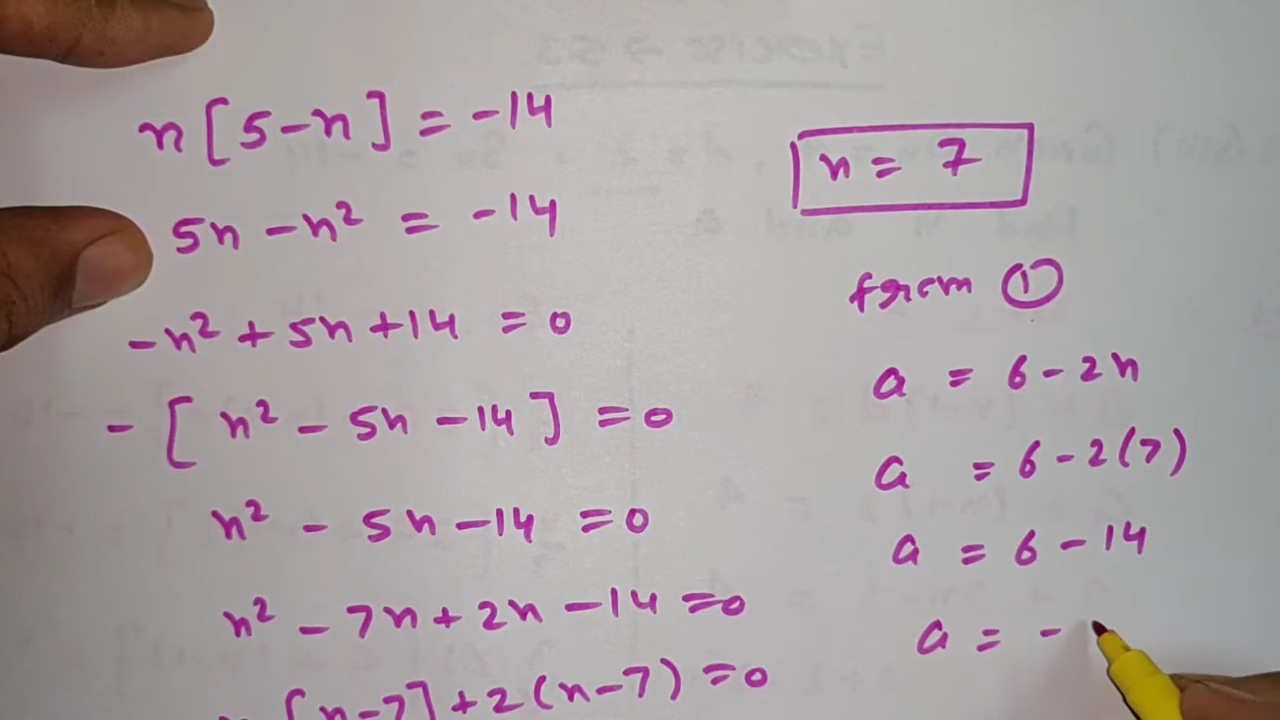 n[5-n] = -14
5n - n² = -14
-n² + 5n + 14 = 0
- [ n² - 5n - 14 ] = 0
n² - 5n - 14 = 0
n² - 7n + 2n - 14 = 0
n [n-7] + 2(n-7) = 0
n = 7
from ①
a = 6 - 2n
a = 6 - 2(7)
a = 6 - 14
a = -